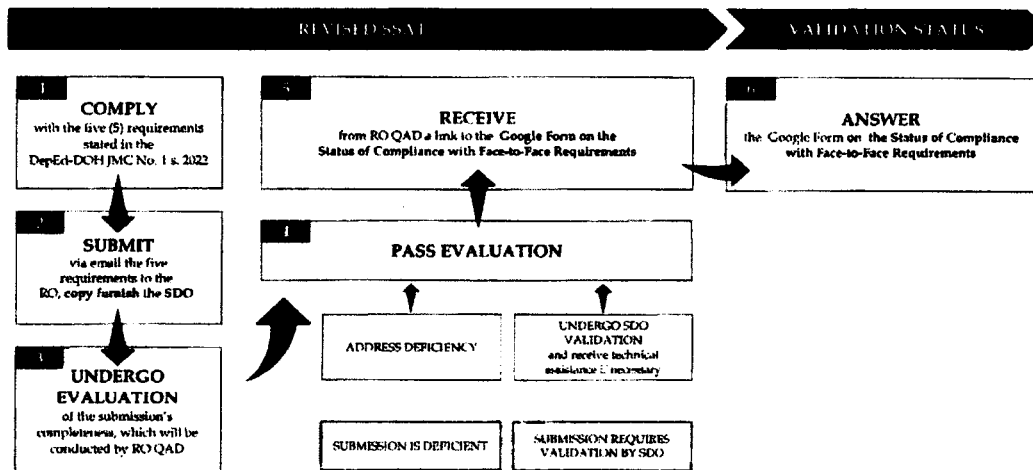 REVISED SSAT
VALIDATION STATUS
1
COMPLY
with the five (5) requirements
stated in the
DepEd-DOH JMC No. 1 s. 2022
2
SUBMIT
via email the five
requirements to the
RO, copy furnish the SDO
3
UNDERGO
EVALUATION
of the submission's
completeness, which will be
conducted by RO QAD
5
RECEIVE
from RO QAD a link to the Google Form on the
Status of Compliance with Face-to-Face Requirements
4
PASS EVALUATION
ADDRESS DEFICIENCY
UNDERGO SDO
VALIDATION
and receive technical
assistance if necessary
SUBMISSION IS DEFICIENT
SUBMISSION REQUIRES
VALIDATION BY SDO
6
ANSWER
the Google Form on the Status of Compliance
with Face-to-Face Requirements